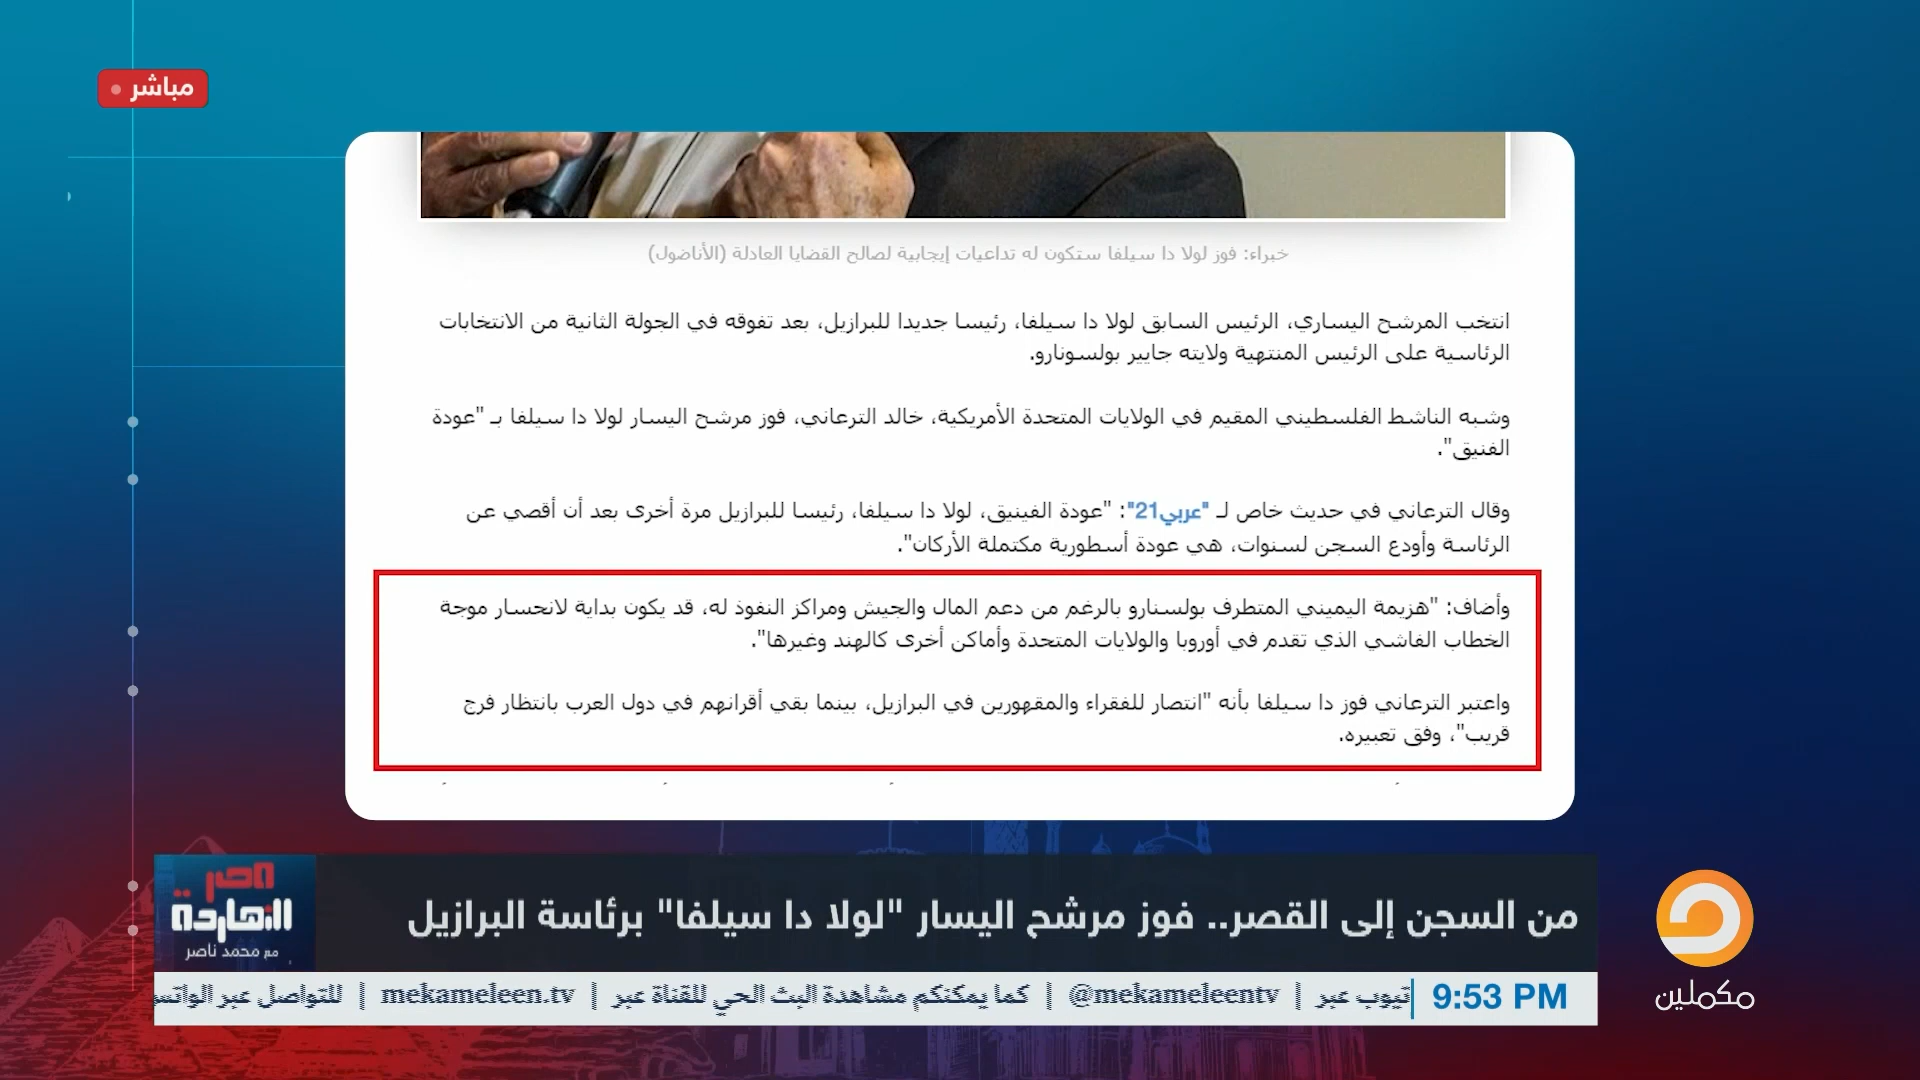 مباشر
خبراء: فوز لولا دا سيلفا ستكون له تداعيات إيجابية لصالح القضايا العادلة (الأناضول)
انتخب المرشح اليساري، الرئيس السابق لولا دا سيلفا، رئيسا جديدا للبرازيل، بعد تفوقه في الجولة الثانية من الانتخابات
الرئاسية على الرئيس المنتهية ولايته جايير بولسونارو.
وشبه الناشط الفلسطيني المقيم في الولايات المتحدة الأمريكية، خالد الترعاني، فوز مرشح اليسار لولا دا سيلفا بـ "عودة
الفنيق".
وقال الترعاني في حديث خاص لـ "عربي21": "عودة الفينيق، لولا دا سيلفا، رئيسا للبرازيل مرة أخرى بعد أن أقصي عن
الرئاسة وأودع السجن لسنوات، هي عودة أسطورية مكتملة الأركان".
وأضاف: "هزيمة اليميني المتطرف بولسنارو بالرغم من دعم المال والجيش ومراكز النفوذ له، قد يكون بداية لانحسار موجة
الخطاب الفاشي الذي تقدم في أوروبا والولايات المتحدة وأماكن أخرى كالهند وغيرها".
واعتبر الترعاني فوز دا سيلفا بأنه "انتصار للفقراء والمقهورين في البرازيل، بينما بقي أقرانهم في دول العرب بانتظار فرج
قريب"، وفق تعبيره.
من السجن إلى القصر.. فوز مرشح اليسار "لولا دا سيلفا" برئاسة البرازيل
مصر
النهاردة
مع محمد ناصر
9:53 PM
تيوب عبر | @mekameleentv | كما يمكنكم مشاهدة البث الحي للقناة عبر | mekameleen.tv | للتواصل عبر الواتس
مكملين